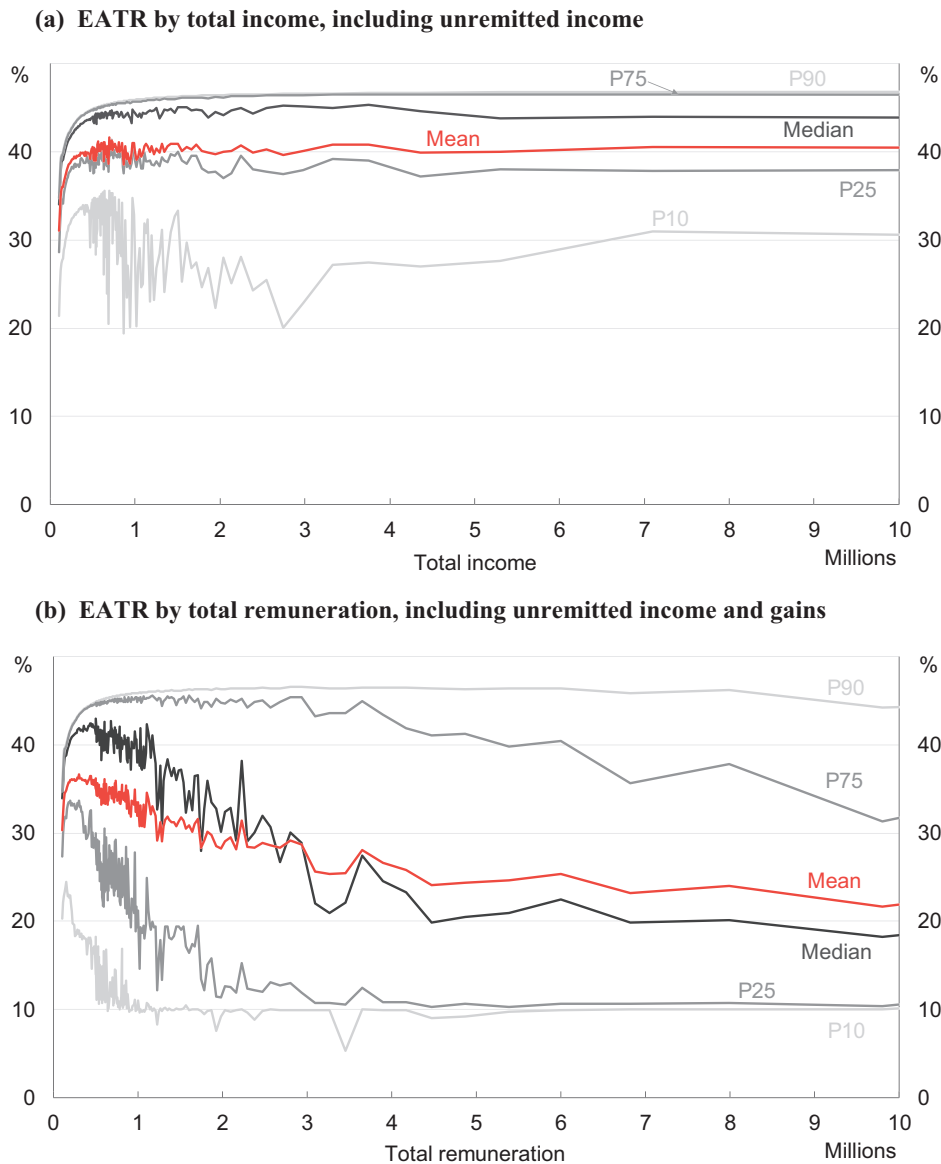 (a) EATR by total income, including unremitted income
% P75 P90 %
Median
Mean
P25
P10
40 40
30 30
20 20
10 10
0 0
0 1 2 3 4 5 6 7 8 9 10
Total income Millions
(b) EATR by total remuneration, including unremitted income and gains
% %
P90
40 40
P75
30 30
Mean
20 20
Median
P25
10 10
P10
0 0
0 1 2 3 4 5 6 7 8 9 10
Total remuneration Millions